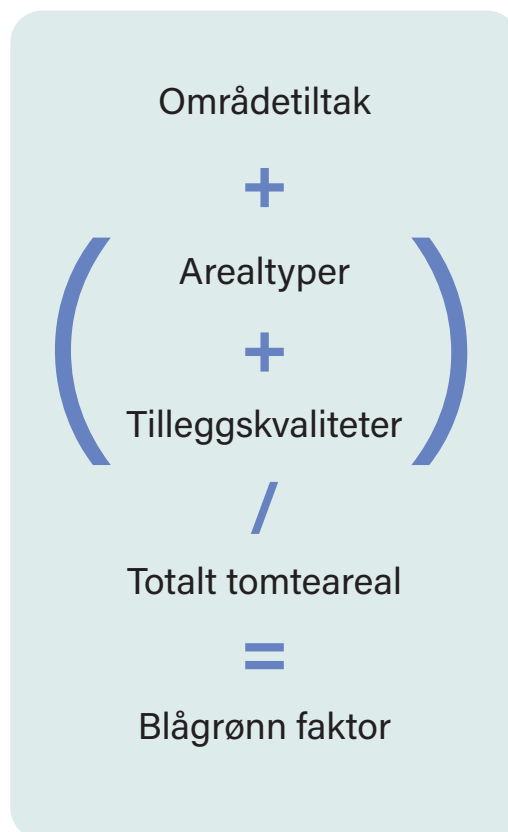 Områdetiltak
+
( Arealtyper
+
Tilleggskvaliteter )
/
Totalt tomteareal
=
Blågrønn faktor